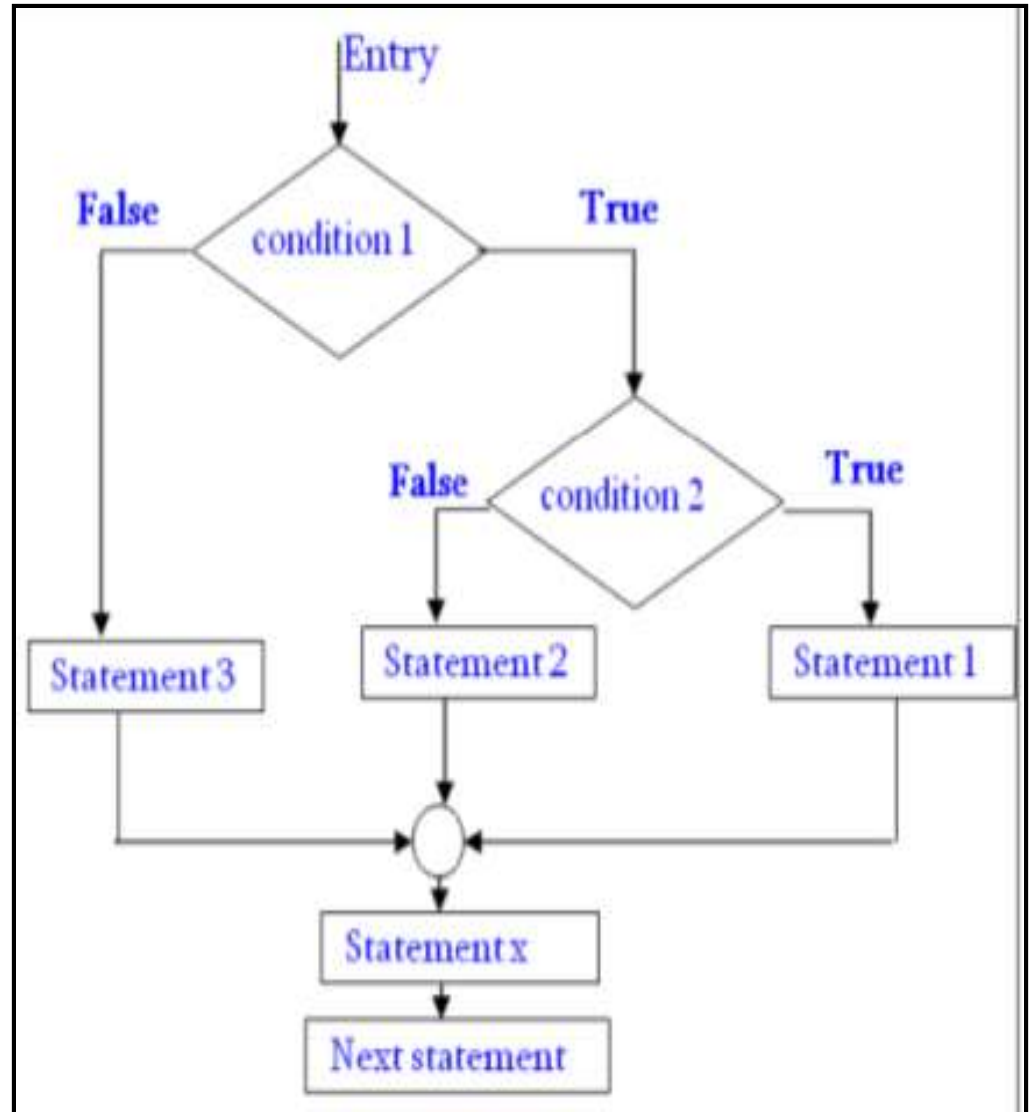 Entry
False
True
condition 1
False
True
condition 2
Statement 3
Statement 2
Statement 1
Statement x
Next statement